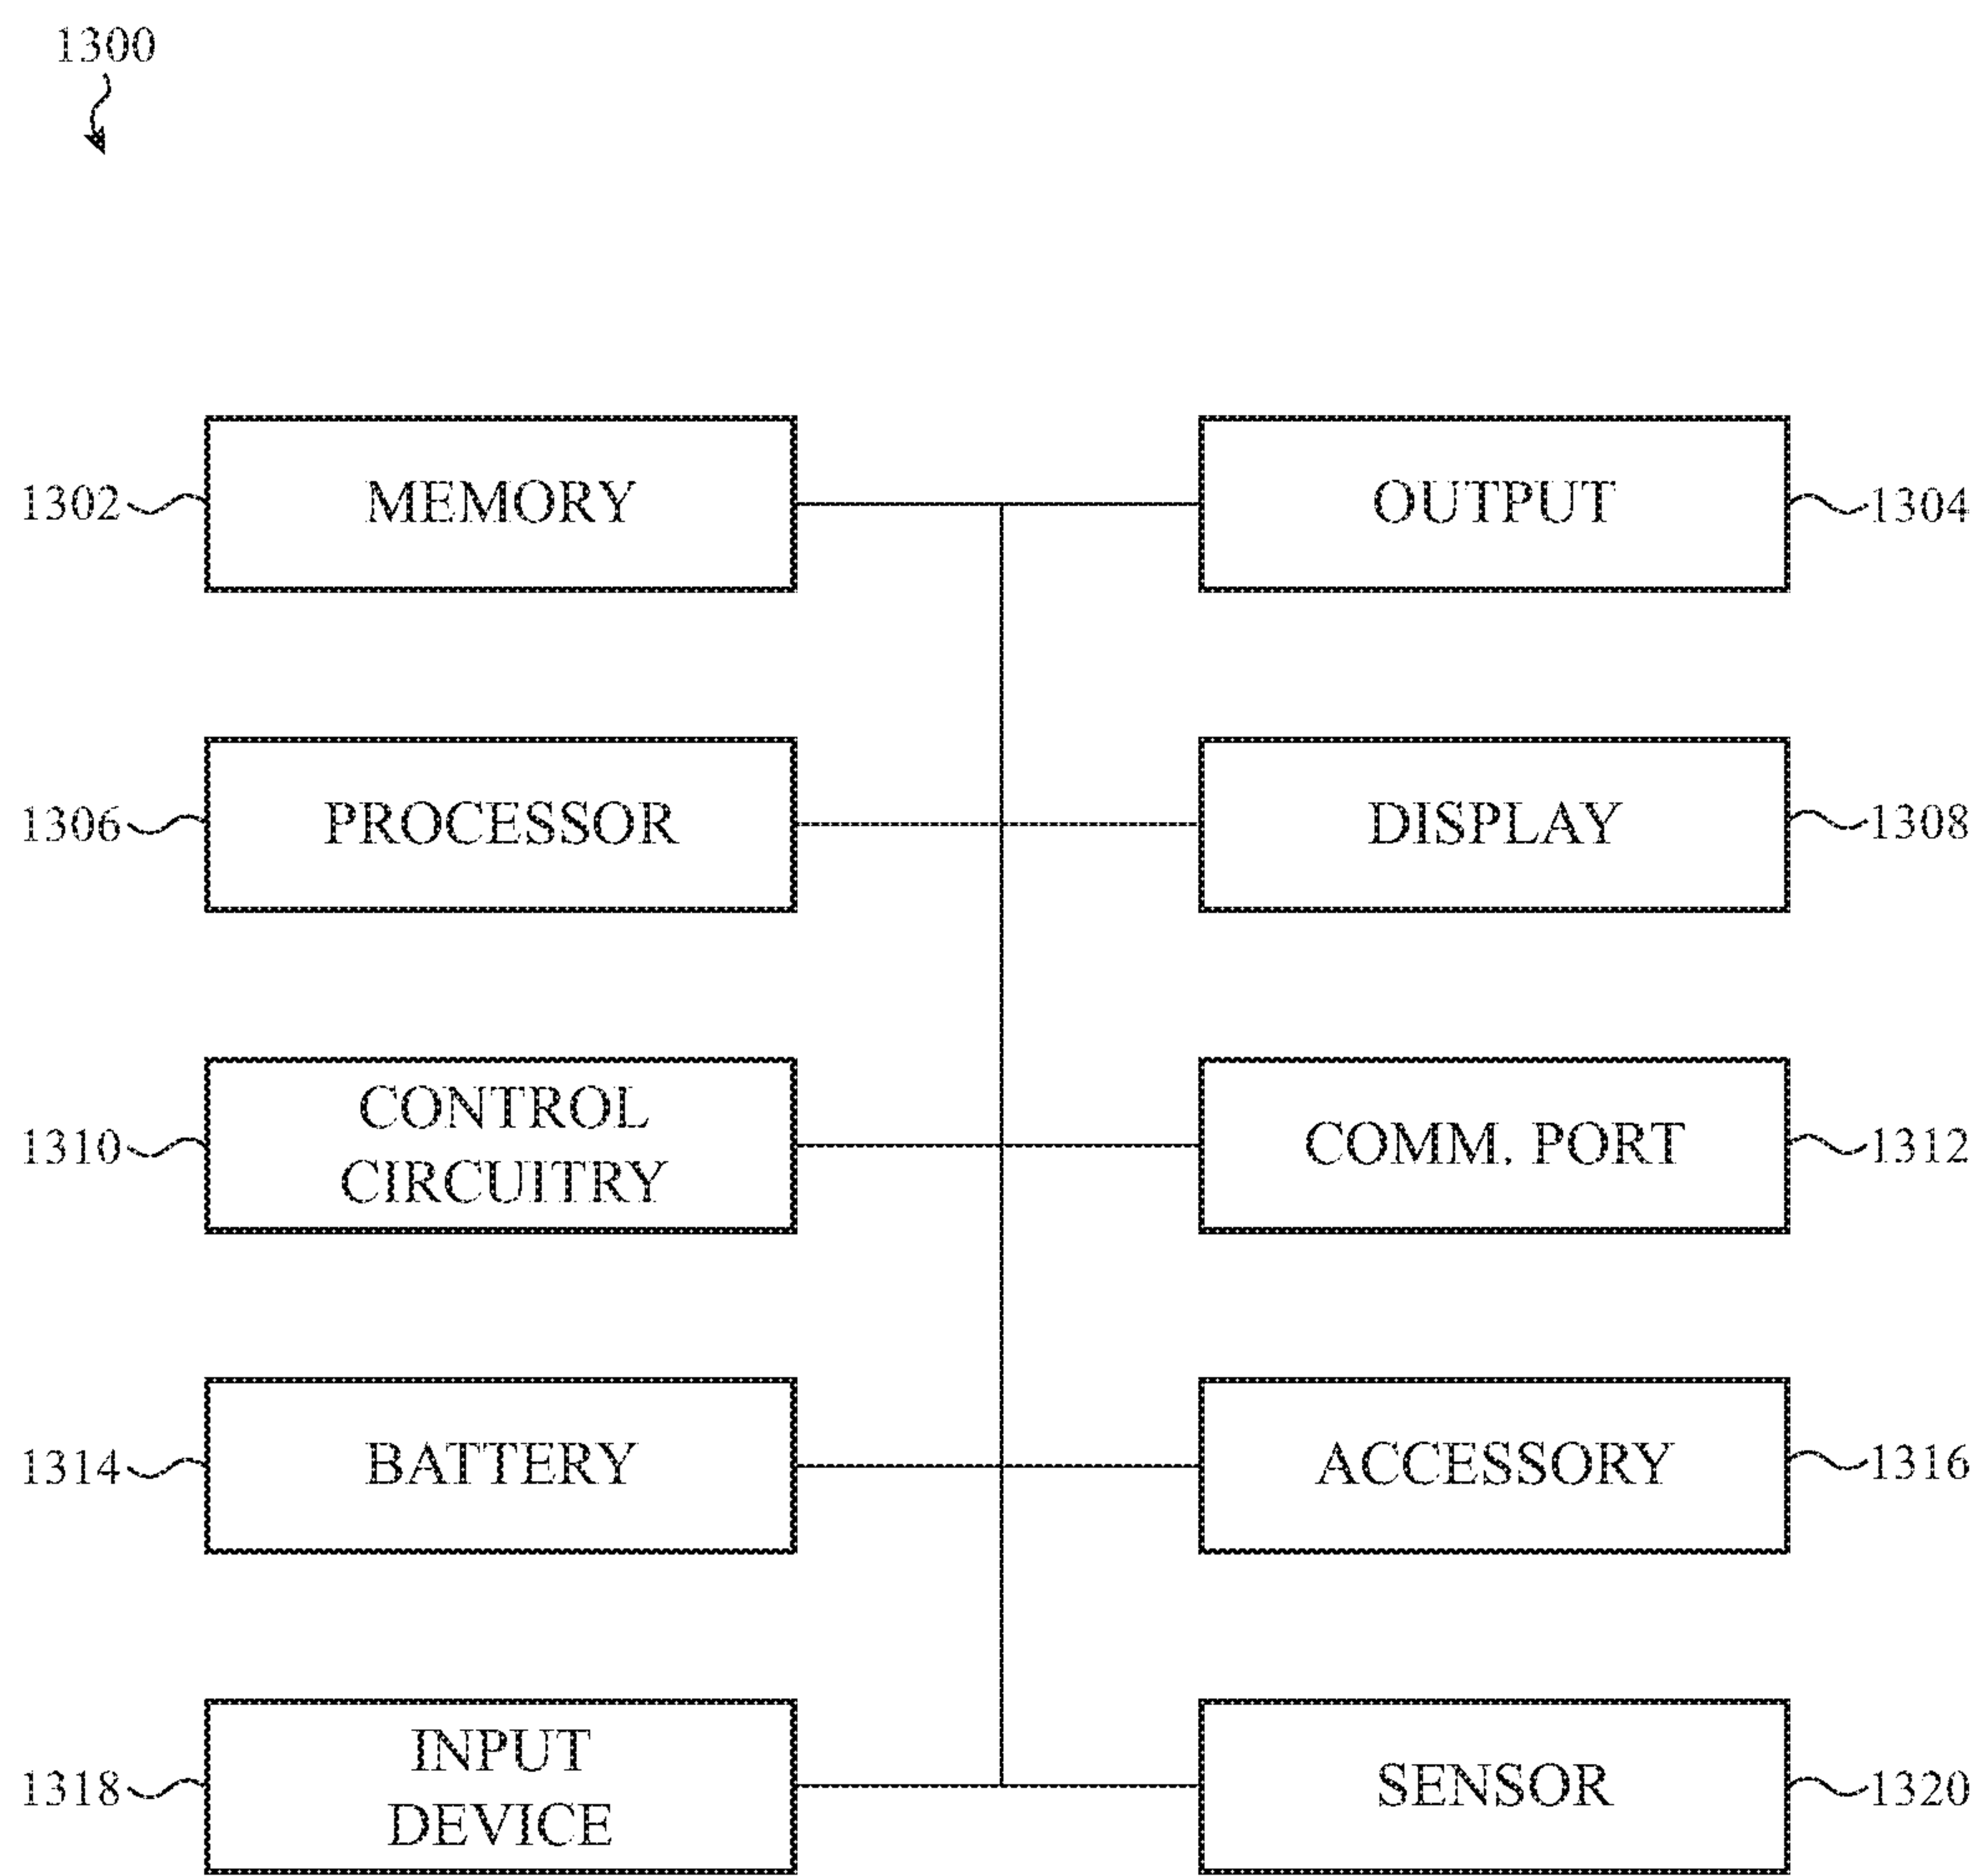 1300
1302 MEMORY OUTPUT 1304
1306 PROCESSOR DISPLAY 1308
1310 CONTROL
CIRCUITRY
COMM. PORT 1312
1314 BATTERY ACCESSORY 1316
1318 INPUT
DEVICE
SENSOR 1320